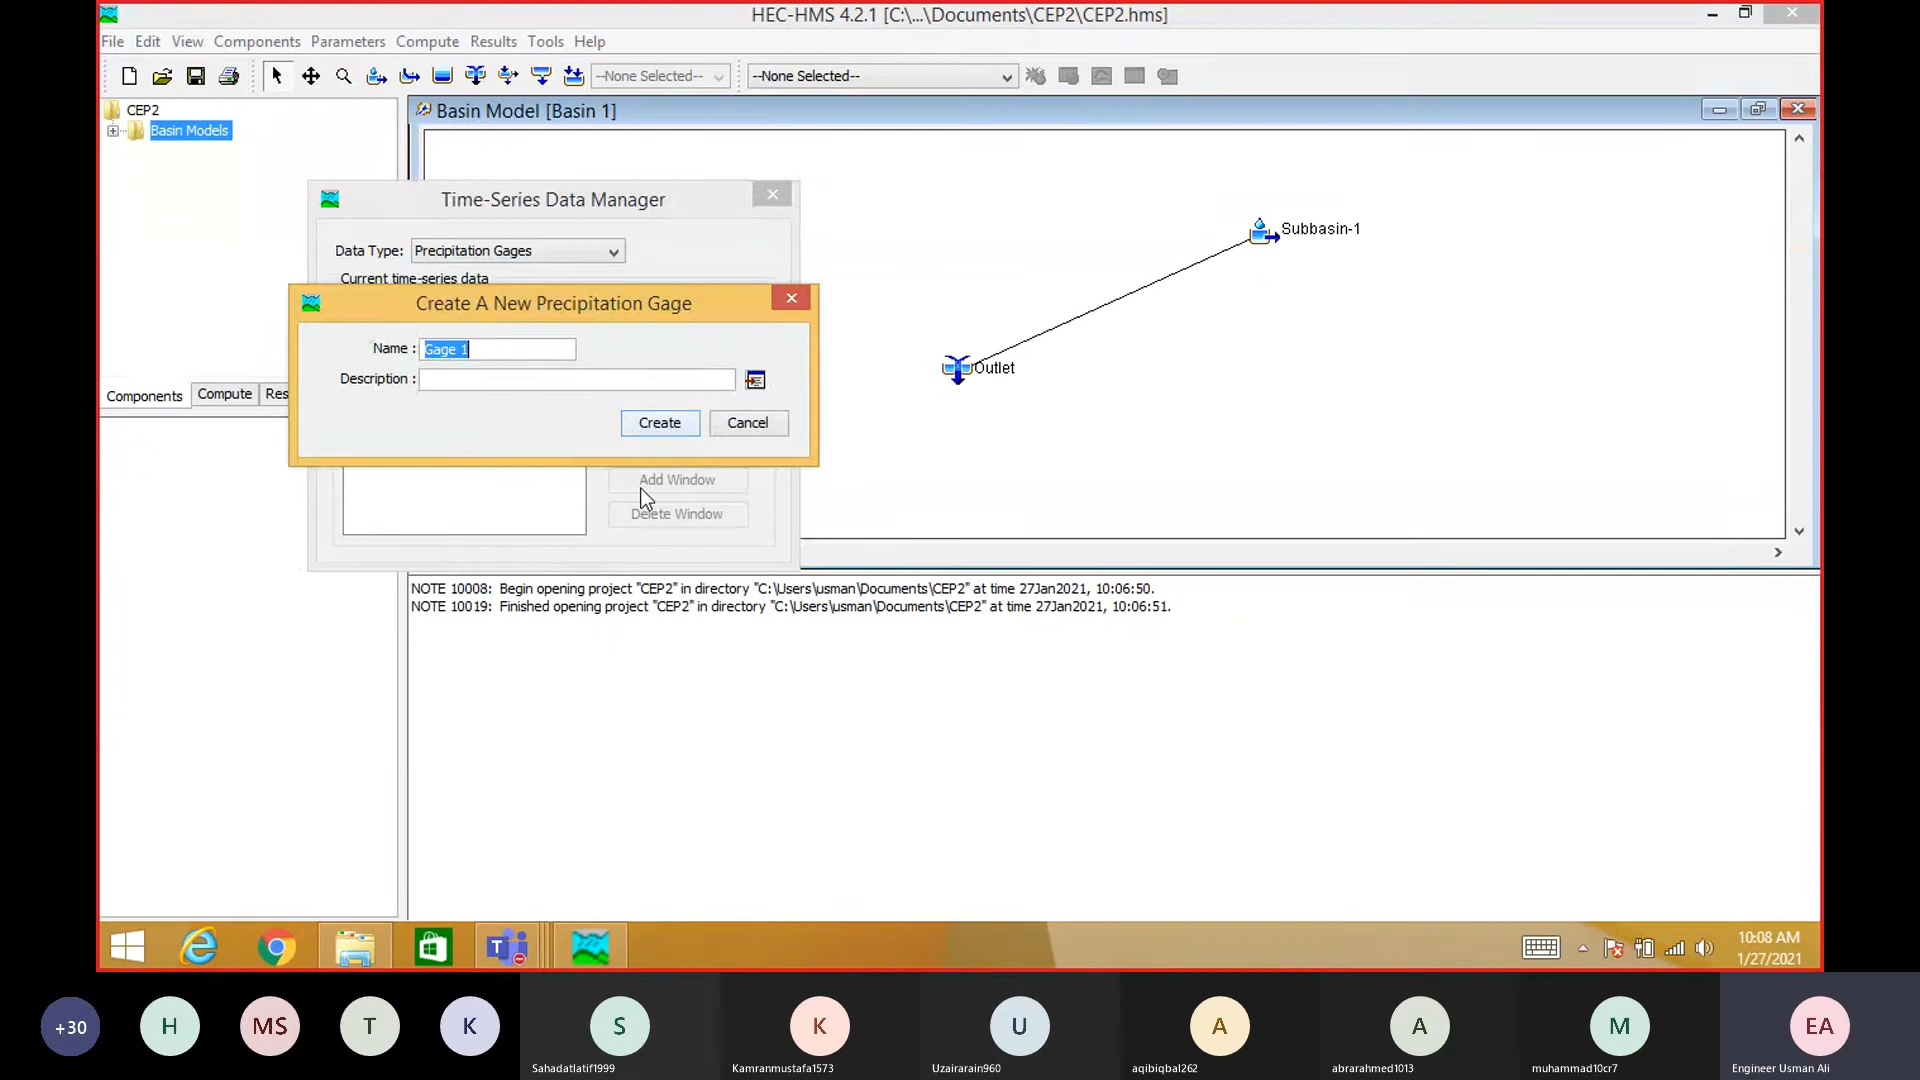 HEC-HMS 4.2.1 [C:\...\Documents\CEP2\CEP2.hms]
File Edit View Components Parameters Compute Results Tools Help
--None Selected-- --None Selected--
CEP2
Basin Models
Basin Model [Basin 1]
Time-Series Data Manager
Data Type: Precipitation Gages
Current time-series data
Create A New Precipitation Gage
Name : Gage 1
Description :
Create Cancel
Add Window
Delete Window
Subbasin-1
Outlet
Components Compute Res
NOTE 10008: Begin opening project "CEP2" in directory "C:\Users\usman\Documents\CEP2" at time 27Jan2021, 10:06:50.
NOTE 10019: Finished opening project "CEP2" in directory "C:\Users\usman\Documents\CEP2" at time 27Jan2021, 10:06:51.
10:08 AM
1/27/2021
+30 H MS T K S K U A A M EA
Sahadatlatif1999 Kamranmustafa1573 Uzairarain960 aqibiqbal262 abrarahmed1013 muhammad10cr7 Engineer Usman Ali